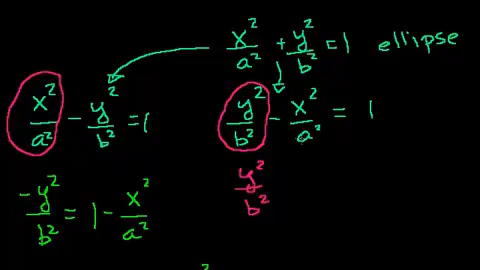 x²/a² + y²/b² = 1 ellipse
x²/a² - y²/b² = 1
y²/b² - x²/a² = 1
-y²/b² = 1 - x²/a²
y²/b²
2